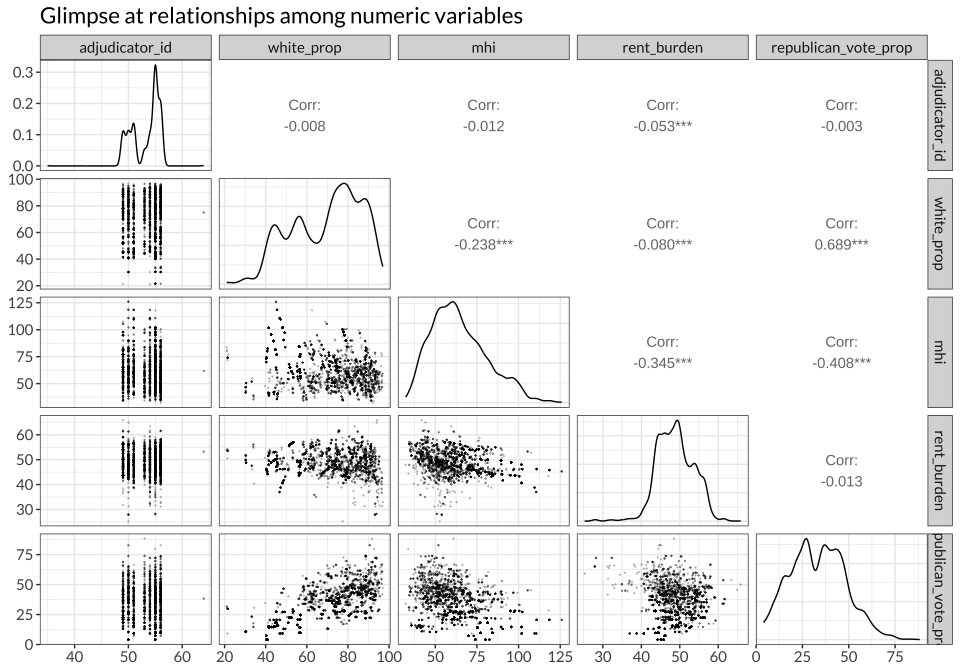 Glimpse at relationships among numeric variables
adjudicator_id white_prop mhi rent_burden republican_vote_prop
0.3
0.2
0.1
0.0
Corr:
-0.008
Corr:
-0.012
Corr:
-0.053***
Corr:
-0.003
adjudicator_id
100
80
60
40
20
Corr:
-0.238***
Corr:
-0.080***
Corr:
0.689***
white_prop
125
100
75
50
Corr:
-0.345***
Corr:
-0.408***
mhi
60
50
40
30
Corr:
-0.013
rent_burden
75
50
25
0
publican_vote_pro
40 50 60 20 40 60 80 100 50 75 100 125 30 40 50 60 0 25 50 75